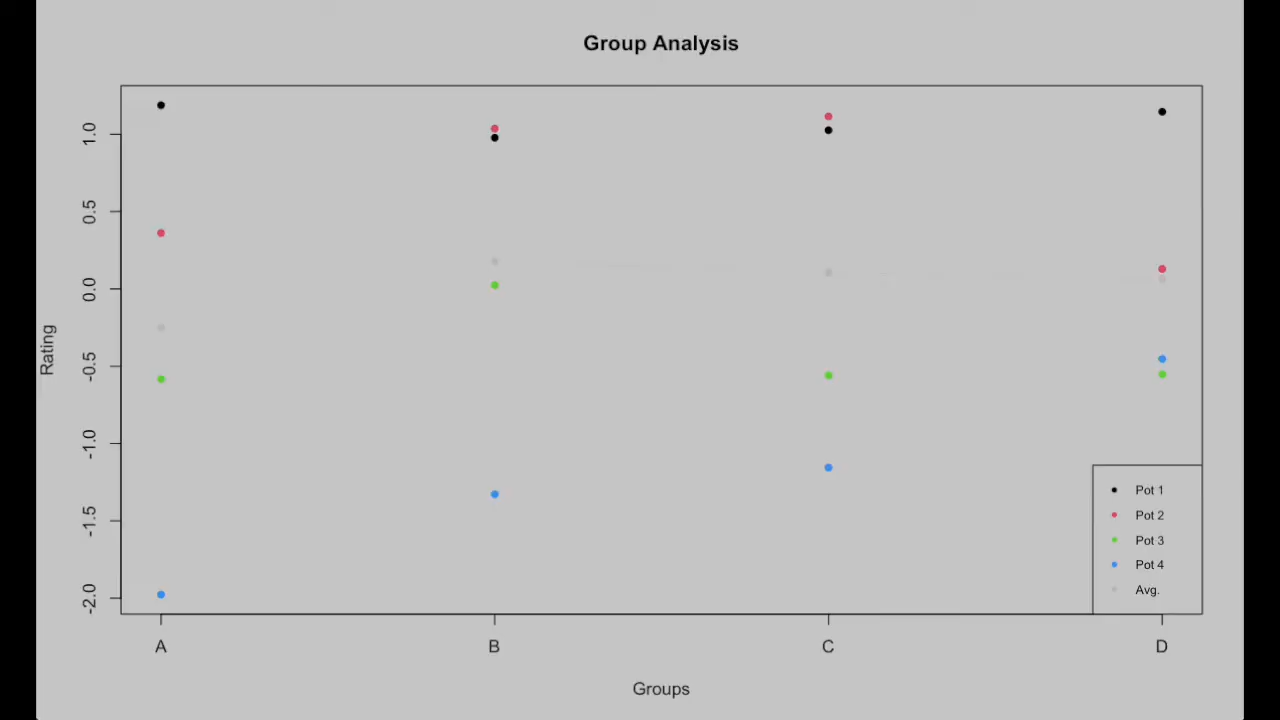 Group Analysis
1.0
0.5
0.0
-0.5
-1.0
-1.5
-2.0
Rating
Pot 1
Pot 2
Pot 3
Pot 4
Avg.
A B C D
Groups